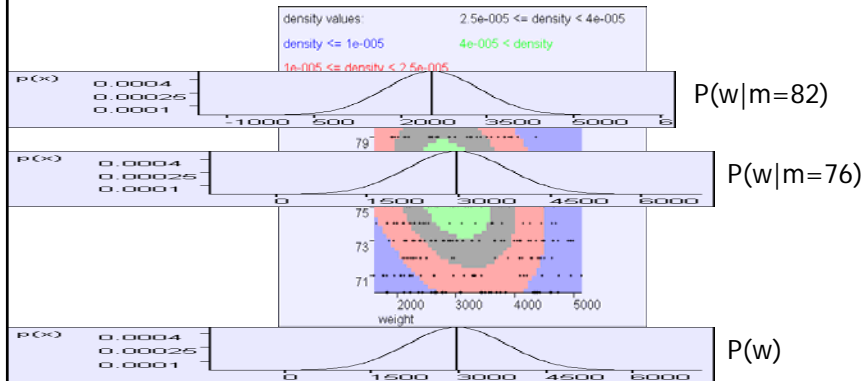 density values: 2.5e-005 <= density < 4e-005
density <= 1e-005 4e-005 < density
1e-005 <= density < 2.5e-005
p(x) 0.0004
0.00025
0.0001
-1000 500 2000 3500 5000 6
P(w|m=82)
79
p(x) 0.0004
0.00025
0.0001
0 1500 3000 4500 6000
P(w|m=76)
75
73
71
2000 3000 4000 5000
weight
p(x) 0.0004
0.00025
0.0001
0 1500 3000 4500 6000
P(w)